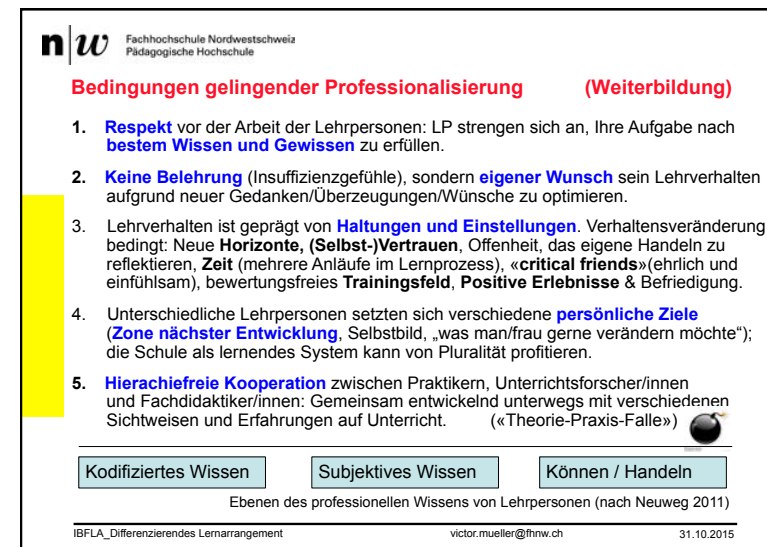 n|w Fachhochschule Nordwestschweiz
Pädagogische Hochschule
Bedingungen gelingender Professionalisierung (Weiterbildung)
1. Respekt vor der Arbeit der Lehrpersonen: LP strengen sich an, Ihre Aufgabe nach
bestem Wissen und Gewissen zu erfüllen.
2. Keine Belehrung (Insuffizienzgefühle), sondern eigener Wunsch sein Lehrverhalten
aufgrund neuer Gedanken/Überzeugungen/Wünsche zu optimieren.
3. Lehrverhalten ist geprägt von Haltungen und Einstellungen. Verhaltensveränderung
bedingt: Neue Horizonte, (Selbst-)Vertrauen, Offenheit, das eigene Handeln zu
reflektieren, Zeit (mehrere Anläufe im Lernprozess), «critical friends»(ehrlich und
einfühlsam), bewertungsfreies Trainingsfeld, Positive Erlebnisse & Befriedigung.
4. Unterschiedliche Lehrpersonen setzten sich verschiedene persönliche Ziele
(Zone nächster Entwicklung, Selbstbild, „was man/frau gerne verändern möchte“);
die Schule als lernendes System kann von Pluralität profitieren.
5. Hierachiefreie Kooperation zwischen Praktikern, Unterrichtsforscher/innen
und Fachdidaktiker/innen: Gemeinsam entwickelnd unterwegs mit verschiedenen
Sichtweisen und Erfahrungen auf Unterricht. («Theorie-Praxis-Falle»)
Kodifiziertes Wissen Subjektives Wissen Können / Handeln
Ebenen des professionellen Wissens von Lehrpersonen (nach Neuweg 2011)
IBFLA_Differenzierendes Lernarrangement victor.mueller@fhnw.ch 31.10.2015